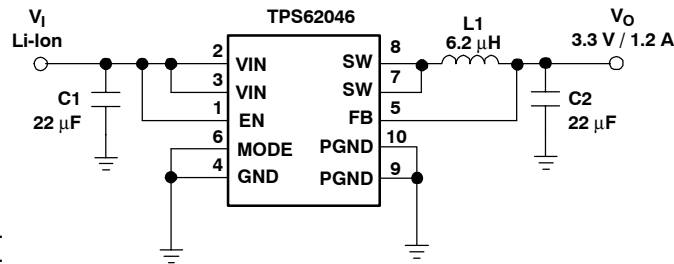 TPS62046
VI
Li-Ion
C1
22 µF
2 VIN
3 VIN
1 EN
6 MODE
4 GND
SW 8
SW 7
FB 5
PGND 10
PGND 9
L1
6.2 µH
VO
3.3 V / 1.2 A
C2
22 µF